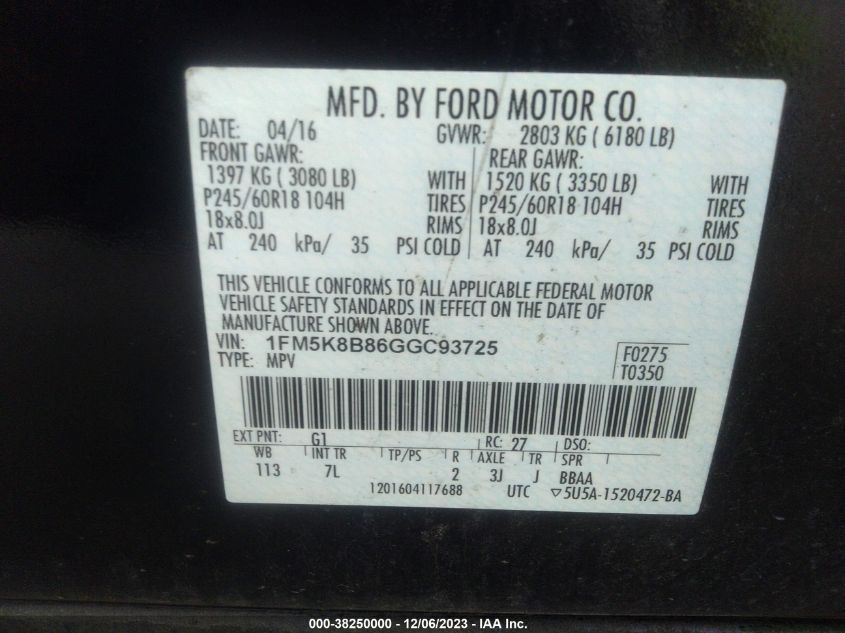 MFD. BY FORD MOTOR CO.
DATE: 04/16 GVWR: 2803 KG ( 6180 LB)
FRONT GAWR: REAR GAWR:
1397 KG ( 3080 LB) WITH 1520 KG ( 3350 LB) WITH
P245/60R18 104H TIRES P245/60R18 104H TIRES
18x8.0J RIMS 18x8.0J RIMS
AT 240 kPa/ 35 PSI COLD AT 240 kPa/ 35 PSI COLD
THIS VEHICLE CONFORMS TO ALL APPLICABLE FEDERAL MOTOR
VEHICLE SAFETY STANDARDS IN EFFECT ON THE DATE OF
MANUFACTURE SHOWN ABOVE.
VIN: 1FM5K8B86GGC93725 F0275
TYPE: MPV T0350
EXT PNT: G1 RC: 27 DSO:
WB INT TR TP/PS R AXLE TR SPR
113 7L 2 3J J BBAA
1201604117688 UTC ▽5U5A-1520472-BA
000-38250000 - 12/06/2023 - IAA Inc.